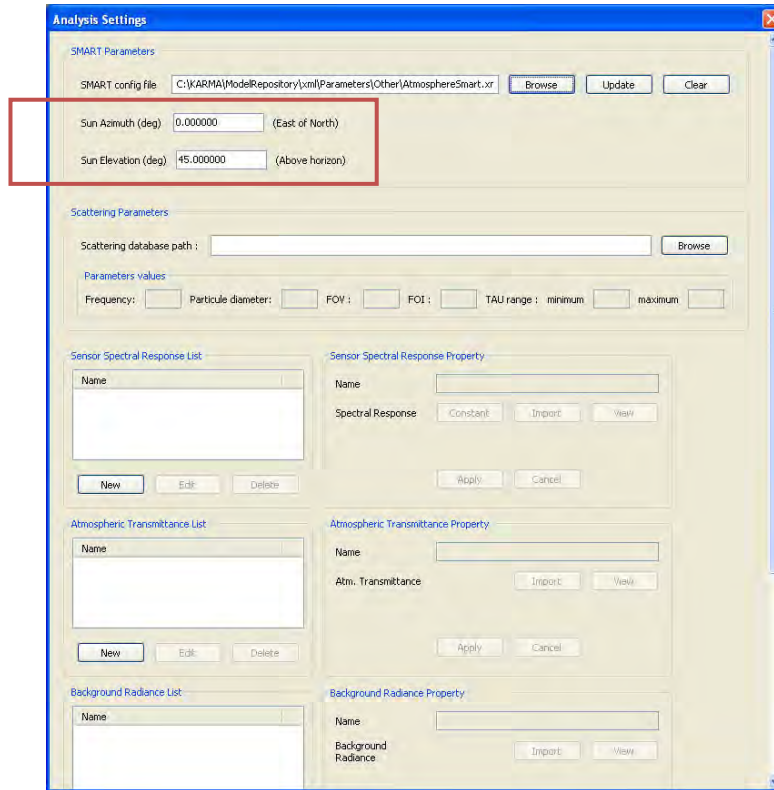 Analysis Settings
SMART Parameters
SMART config file C:\KARMA\ModelRepository\xml\Parameters\Other\AtmosphereSmart.xr Browse Update Clear
Sun Azimuth (deg) 0.000000 (East of North)
Sun Elevation (deg) 45.000000 (Above horizon)
Scattering Parameters
Scattering database path : Browse
Parameters values
Frequency: Particule diameter: FOV : FOI : TAU range : minimum maximum
Sensor Spectral Response List Sensor Spectral Response Property
Name Name
Spectral Response Constant Import View
New Edit Delete Apply Cancel
Atmospheric Transmittance List Atmospheric Transmittance Property
Name Name
Atm. Transmittance Import View
New Edit Delete Apply Cancel
Background Radiance List Background Radiance Property
Name Name
Background
Radiance Import View